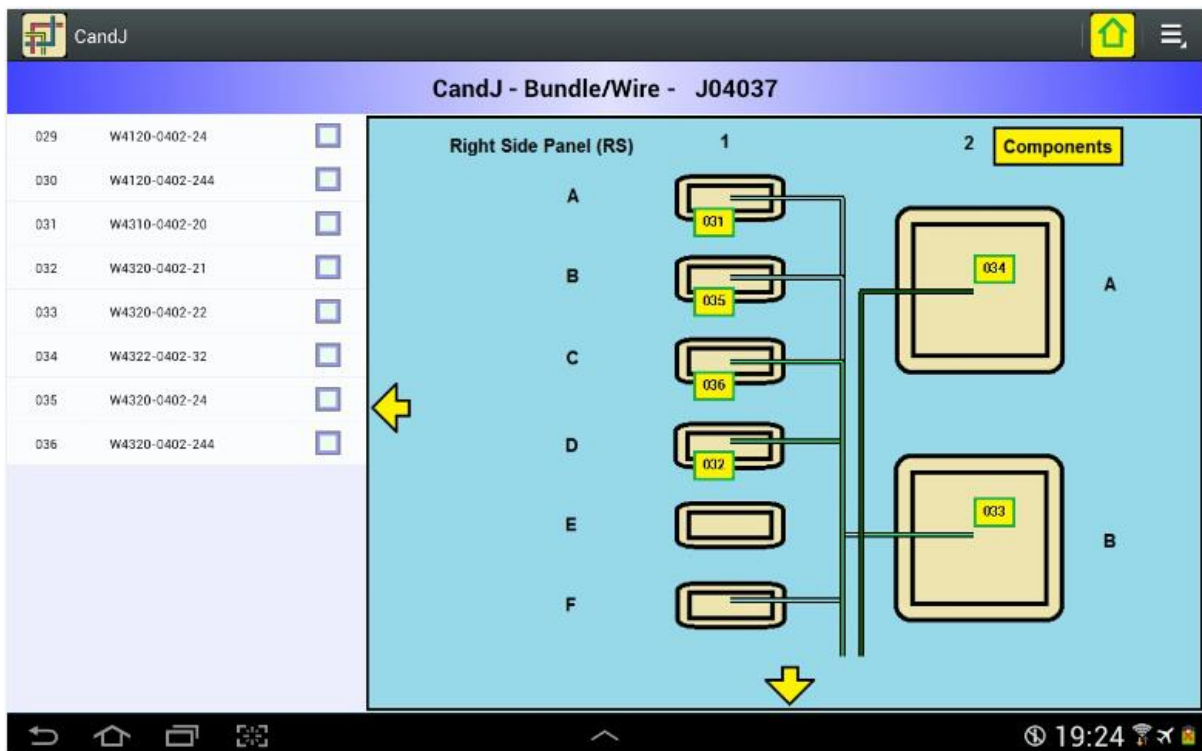 CandJ
CandJ - Bundle/Wire - J04037
029 W4120-0402-24
030 W4120-0402-244
031 W4310-0402-20
032 W4320-0402-21
033 W4320-0402-22
034 W4322-0402-32
035 W4320-0402-24
036 W4320-0402-244
Right Side Panel (RS) 1 2 Components
A
031
034
B
035
A
C
036
D
032
033
E
B
F
19:24